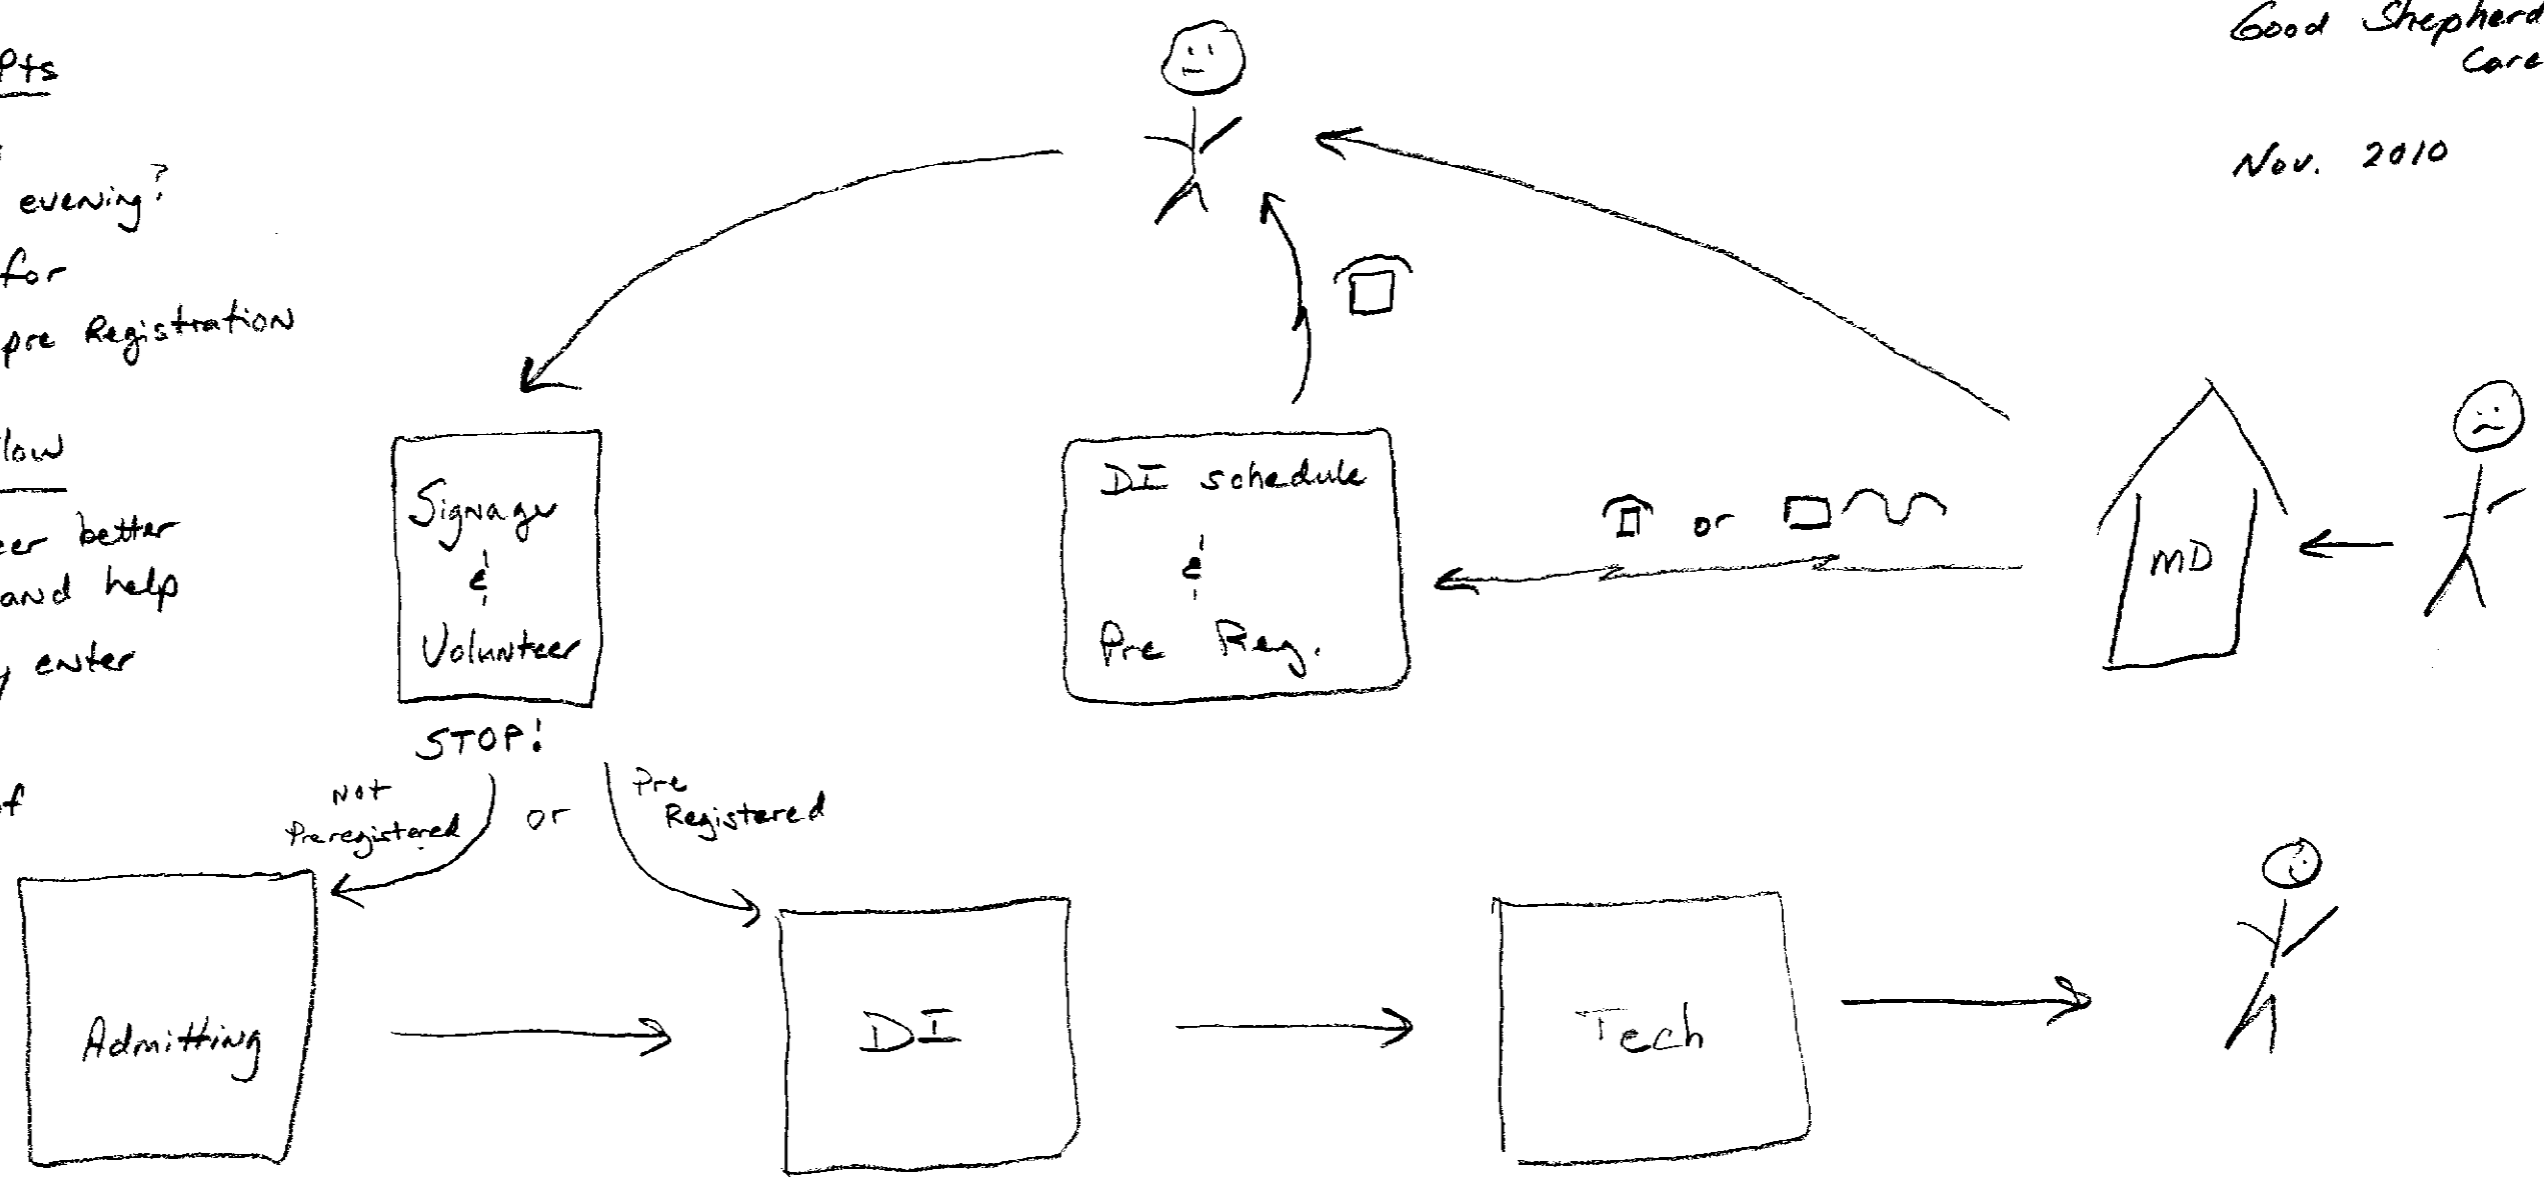 Good Shepherd
Care
Nov. 2010
Pts
evening?
for
pre Registration
low
better
and help
enter
Signage
&
Volunteer
STOP!
DI schedule
&
Pre Reg.
or
MD
Not
Preregistered
or
Pre
Registered
Admitting
DI
Tech